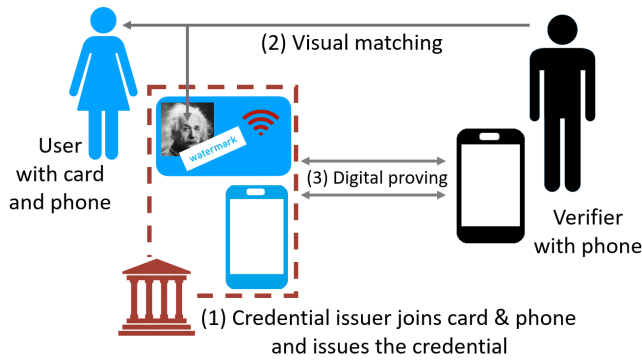 (2) Visual matching
watermark
User
with card
and phone
(3) Digital proving
Verifier
with phone
(1) Credential issuer joins card & phone
and issues the credential